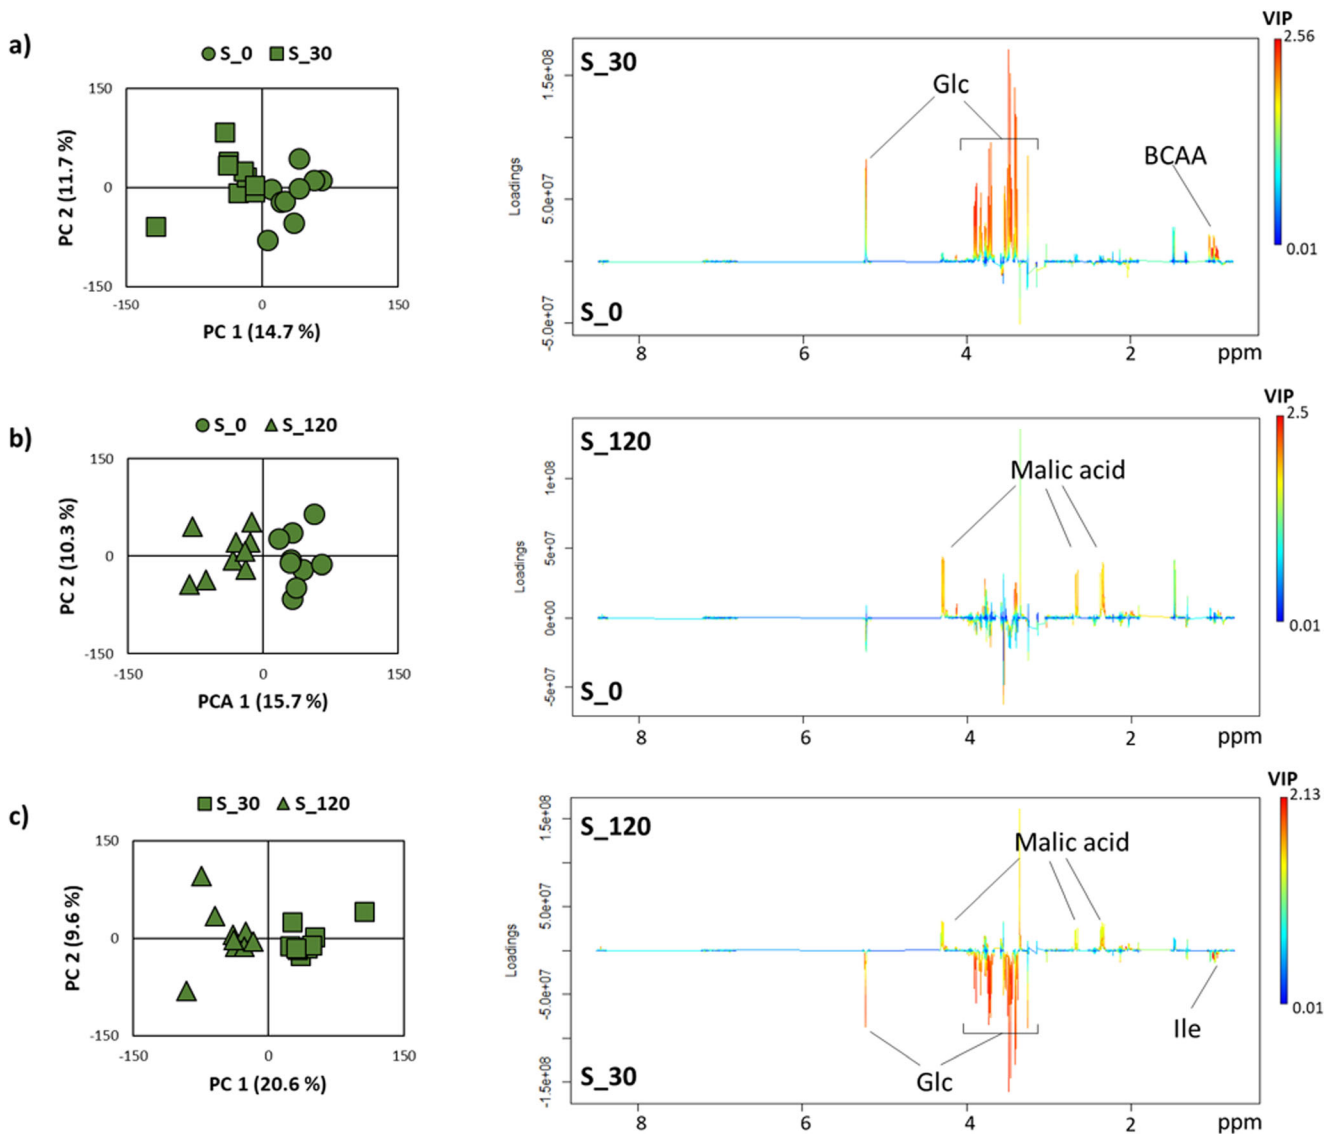 a)
S_0 S_30
150
0
-150
-150 0 150
PC 2 (11.7 %)
PC 1 (14.7 %)
S_30
Glc
BCAA
S_0
Loadings
1.5e+08
5.0e+07
-5.0e+07
8 6 4 2 ppm
VIP
2.56
0.01
b)
S_0 S_120
150
0
-150
-150 0 150
PC 2 (10.3 %)
PCA 1 (15.7 %)
S_120
Malic acid
S_0
Loadings
1e+08
5e+07
0e+00
-5e+07
8 6 4 2 ppm
VIP
2.5
0.01
c)
S_30 S_120
150
0
-150
-150 0 150
PC 2 (9.6 %)
PC 1 (20.6 %)
S_120
Malic acid
Ile
Glc
S_30
Loadings
1.5e+08
5.0e+07
-5.0e+07
-1.5e+08
8 6 4 2 ppm
VIP
2.13
0.01